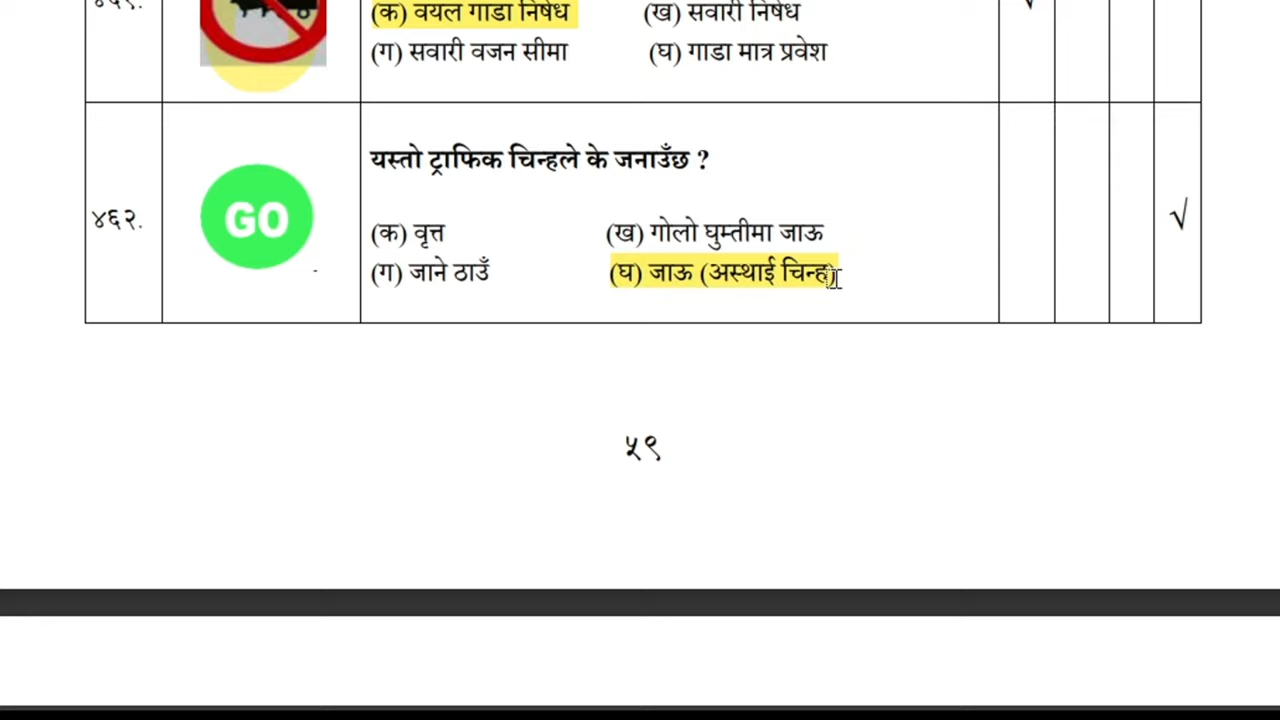 (क) वयल गाडा निषेध (ख) सवारी निषेध
(ग) सवारी वजन सीमा (घ) गाडा मात्र प्रवेश
यस्तो ट्राफिक चिन्हले के जनाउँछ ?
४६२. GO √
(क) वृत्त (ख) गोलो घुम्तीमा जाऊ
(ग) जाने ठाउँ (घ) जाऊ (अस्थाई चिन्ह)
५९